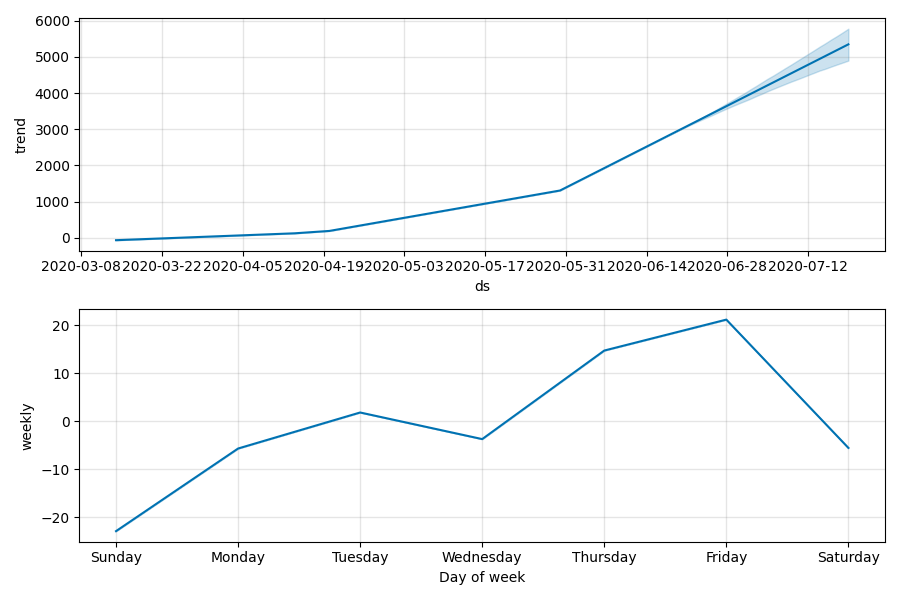 6000
5000
4000
3000
2000
1000
0
trend
2020-03-08 2020-03-22 2020-04-05 2020-04-19 2020-05-03 2020-05-17 2020-05-31 2020-06-14 2020-06-28 2020-07-12
ds
20
10
0
−10
−20
weekly
Sunday Monday Tuesday Wednesday Thursday Friday Saturday
Day of week